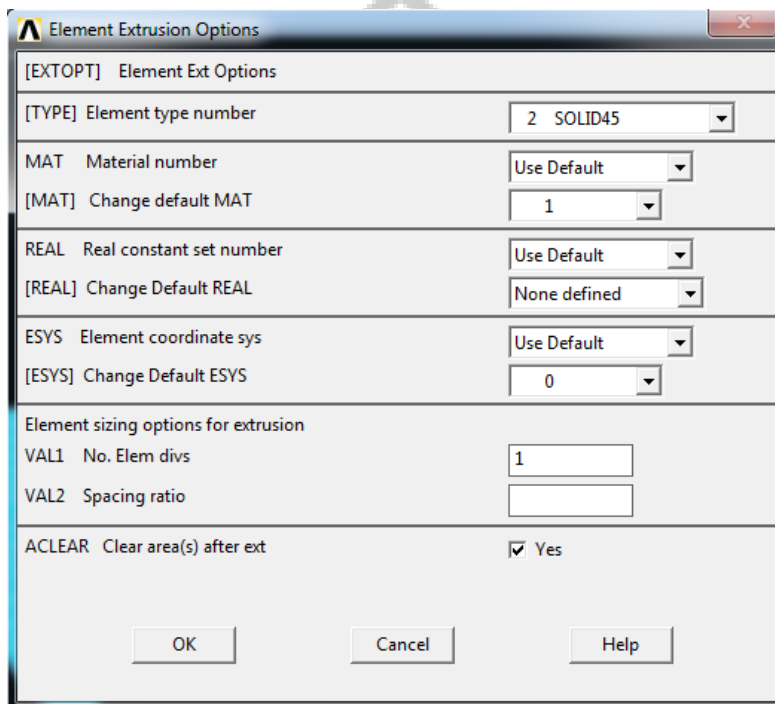 Element Extrusion Options
[EXTOPT] Element Ext Options
[TYPE] Element type number 2 SOLID45
MAT Material number Use Default
[MAT] Change default MAT 1
REAL Real constant set number Use Default
[REAL] Change Default REAL None defined
ESYS Element coordinate sys Use Default
[ESYS] Change Default ESYS 0
Element sizing options for extrusion
VAL1 No. Elem divs 1
VAL2 Spacing ratio
ACLEAR Clear area(s) after ext Yes
OK Cancel Help